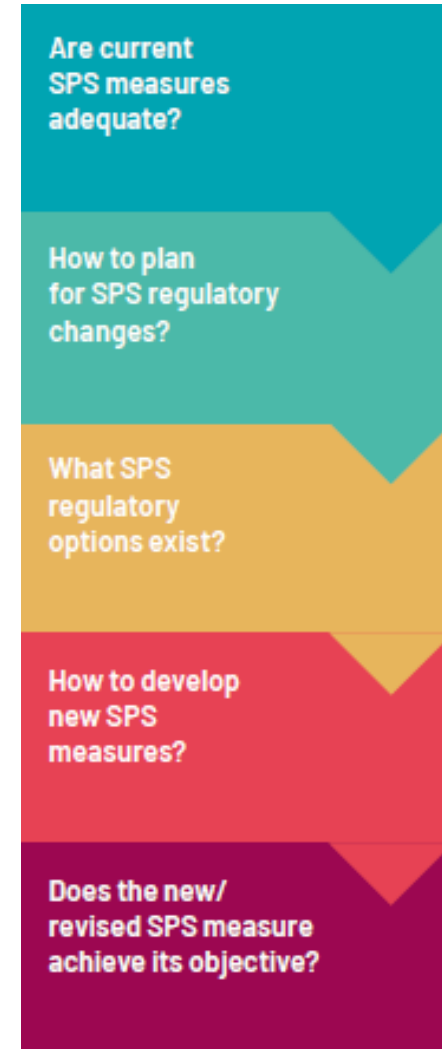 Are current
SPS measures
adequate?
How to plan
for SPS regulatory
changes?
What SPS
regulatory
options exist?
How to develop
new SPS
measures?
Does the new/
revised SPS measure
achieve its objective?